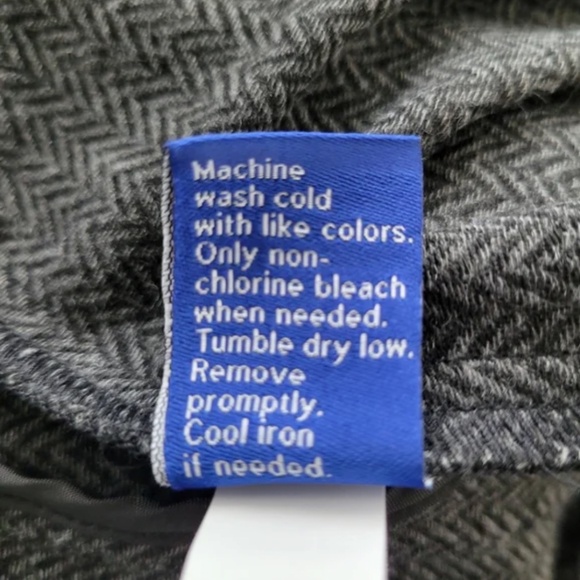 Machine
wash cold
with like colors.
Only non-
chlorine bleach
when needed.
Tumble dry low.
Remove
promptly.
Cool iron
if needed.